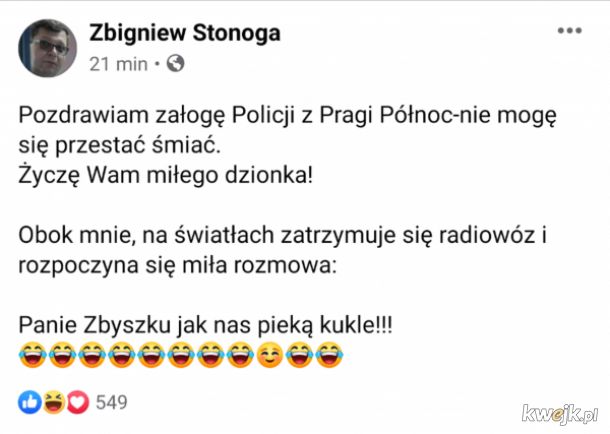 Zbigniew Stonoga
21 min •
Pozdrawiam załogę Policji z Pragi Północ-nie mogę
się przestać śmiać.
Życzę Wam miłego dzionka!
Obok mnie, na światłach zatrzymuje się radiowóz i
rozpoczyna się miła rozmowa:
Panie Zbyszku jak nas pieką kukle!!!
😂😂😂😂😂😂😂😂☺️😂😂
549
kwejk.pl